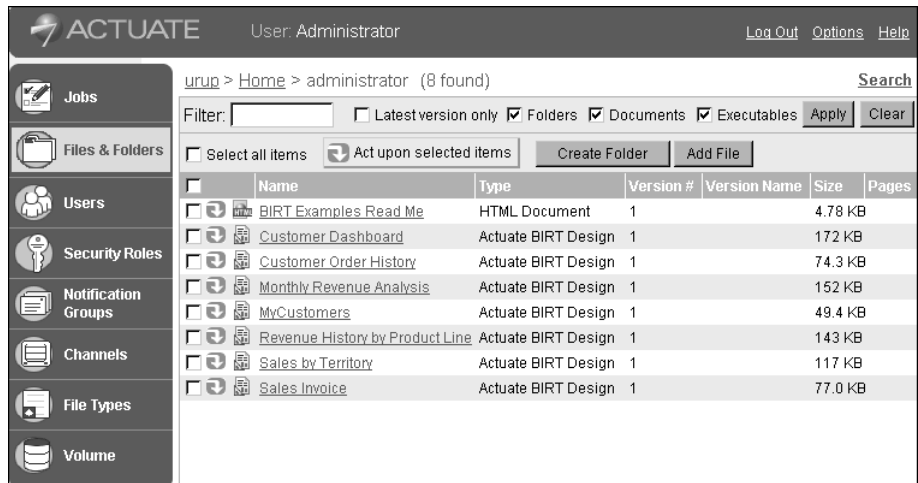 ACTUATE User: Administrator Log Out Options Help
Jobs
Files & Folders
Users
Security Roles
Notification
Groups
Channels
File Types
Volume
urup > Home > administrator (8 found) Search
Filter: Latest version only Folders Documents Executables Apply Clear
Select all items Act upon selected items Create Folder Add File
Name Type Version # Version Name Size Pages
BIRT Examples Read Me HTML Document 1 4.78 KB
Customer Dashboard Actuate BIRT Design 1 172 KB
Customer Order History Actuate BIRT Design 1 74.3 KB
Monthly Revenue Analysis Actuate BIRT Design 1 152 KB
MyCustomers Actuate BIRT Design 1 49.4 KB
Revenue History by Product Line Actuate BIRT Design 1 143 KB
Sales by Territory Actuate BIRT Design 1 117 KB
Sales Invoice Actuate BIRT Design 1 77.0 KB